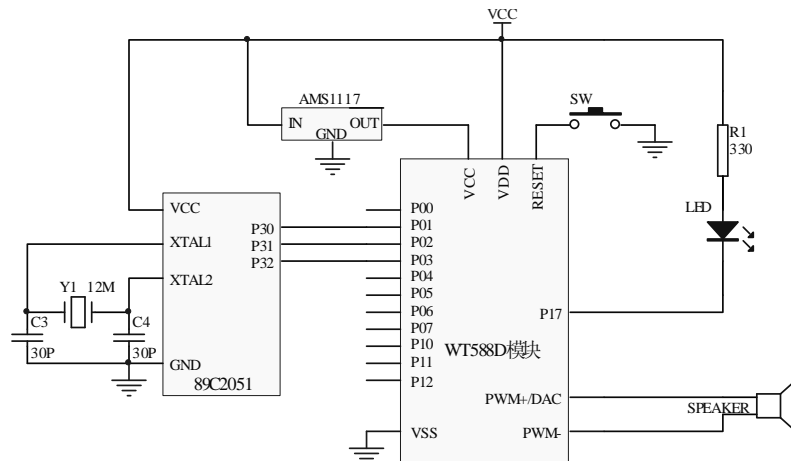 VCC
AMS1117
IN
OUT
GND
SW
R1
330
LED
VCC
VDD
RESET
VCC
XTAL1
XTAL2
GND
P30
P31
P32
89C2051
Y1
12M
C3
30P
C4
30P
P00
P01
P02
P03
P04
P05
P06
P07
P10
P11
P12
VSS
P17
WT588D模块
PWM+/DAC
PWM-
SPEAKER